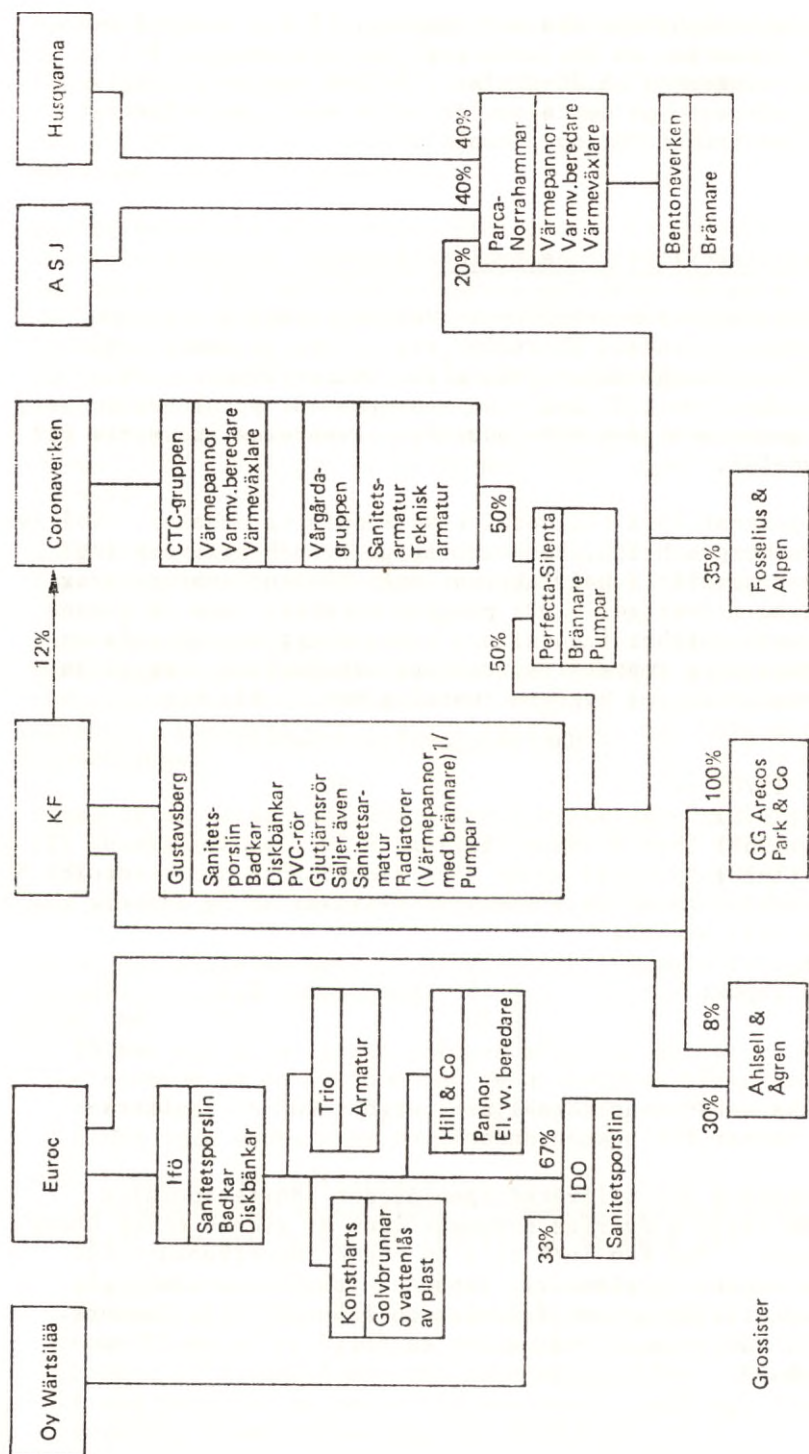 Oy Wärtsilää
Euroc
KF
12%
Coronaverken
A S J
Husqvarna
Ifö
Sanitetsporslin
Badkar
Diskbänkar
Konstharts
Golvbrunnar
o vattenlås
av plast
Trio
Armatur
Hill & Co
Pannor
El. vv. beredare
33%
67%
IDO
Sanitetsporslin
Gustavsberg
Sanitets-
porslin
Badkar
Diskbänkar
PVC-rör
Gjutjärnsrör
Säljer även
Sanitetsar-
matur
Radiatorer
(Värmepannor
med brännare)1/
Pumpar
CTC-gruppen
Värmepannor
Varmv.beredare
Värmeväxlare
Vårgårda-
gruppen
Sanitets-
armatur
Teknisk
armatur
50%
50%
Perfecta-Silenta
Brännare
Pumpar
20%
40%
40%
Parca-
Norrahammar
Värmepannor
Varmv.beredare
Värmeväxlare
Bentoneverken
Brännare
Grossister
30%
8%
Ahlsell &
Ågren
100%
GG Arecos
Park & Co
35%
Fosselius &
Alpen